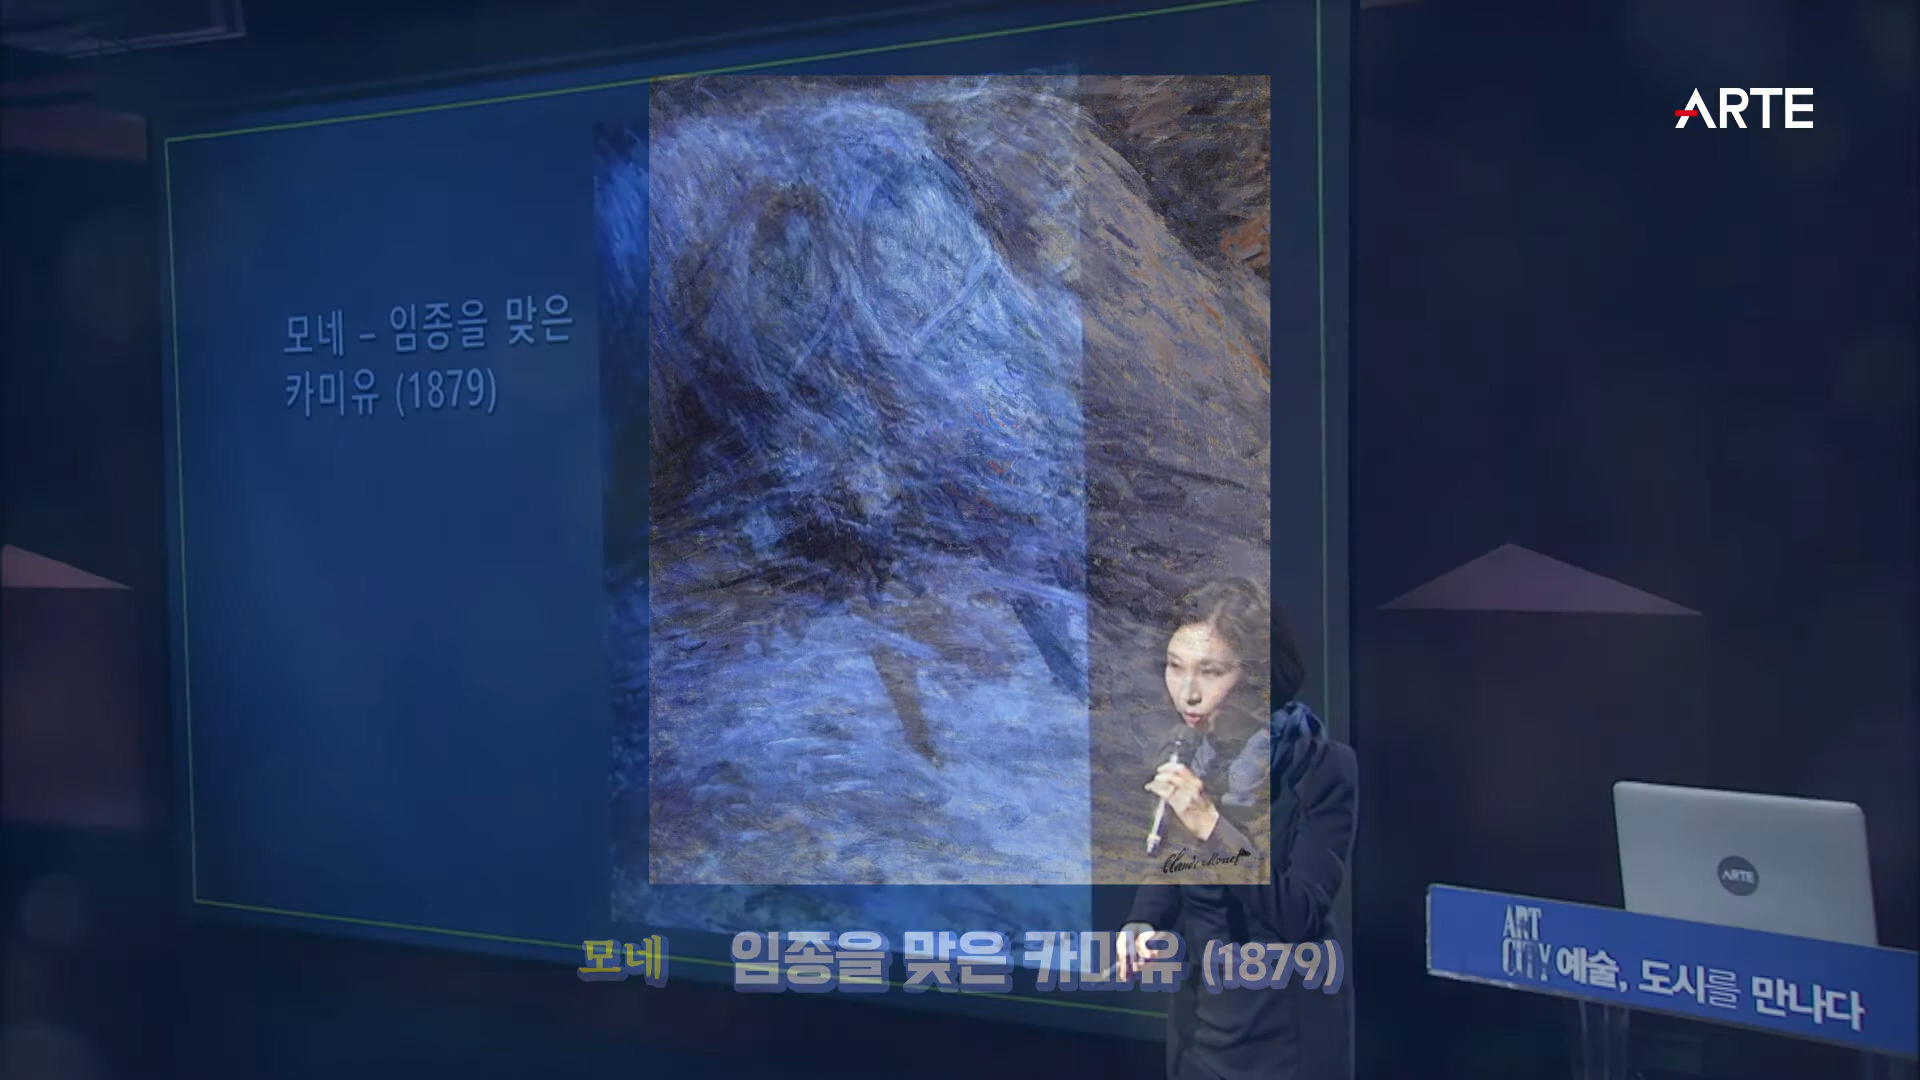 ARTE
모네 – 임종을 맞은
카미유 (1879)
Claude Monet
모네 임종을 맞은 카미유 (1879)
ARTE
ART CITY 예술, 도시를 만나다